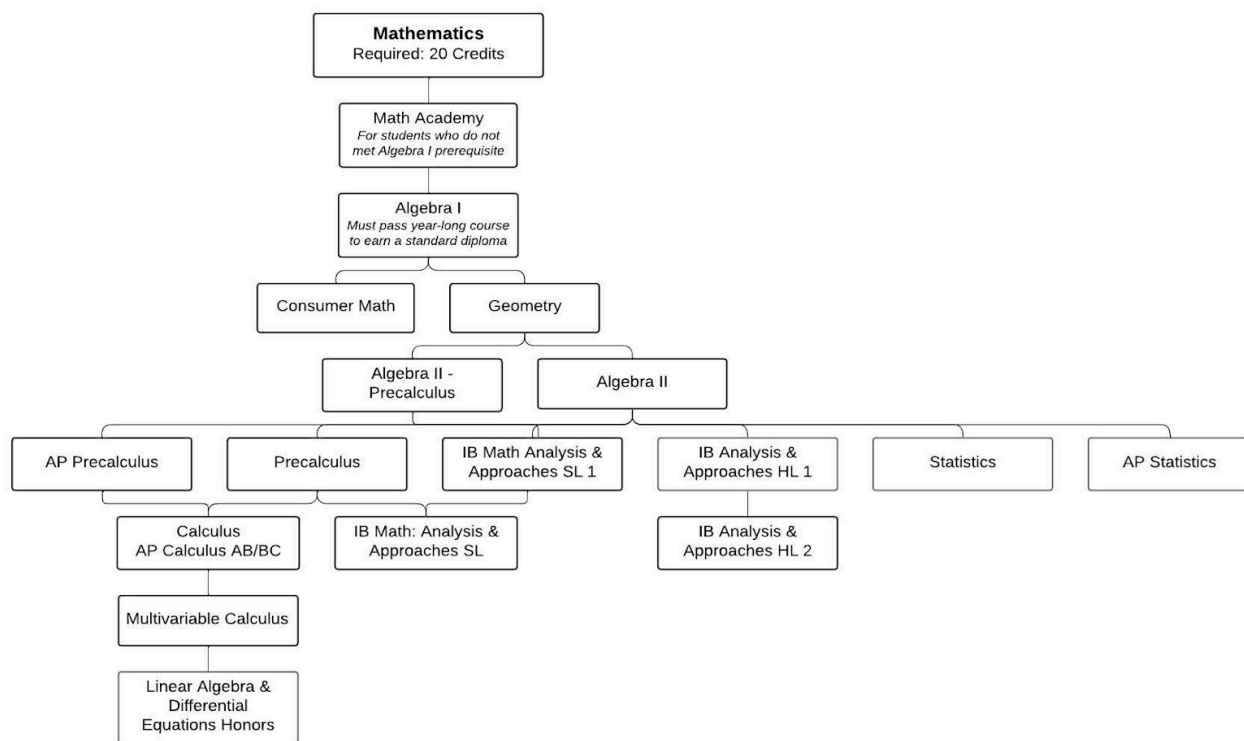 Mathematics
Required: 20 Credits
Math Academy
For students who do not
met Algebra I prerequisite
Algebra I
Must pass year-long course
to earn a standard diploma
Consumer Math
Geometry
Algebra II -
Precalculus
Algebra II
AP Precalculus
Precalculus
IB Math Analysis &
Approaches SL 1
IB Analysis &
Approaches HL 1
Statistics
AP Statistics
Calculus
AP Calculus AB/BC
IB Math: Analysis &
Approaches SL
IB Analysis &
Approaches HL 2
Multivariable Calculus
Linear Algebra &
Differential
Equations Honors